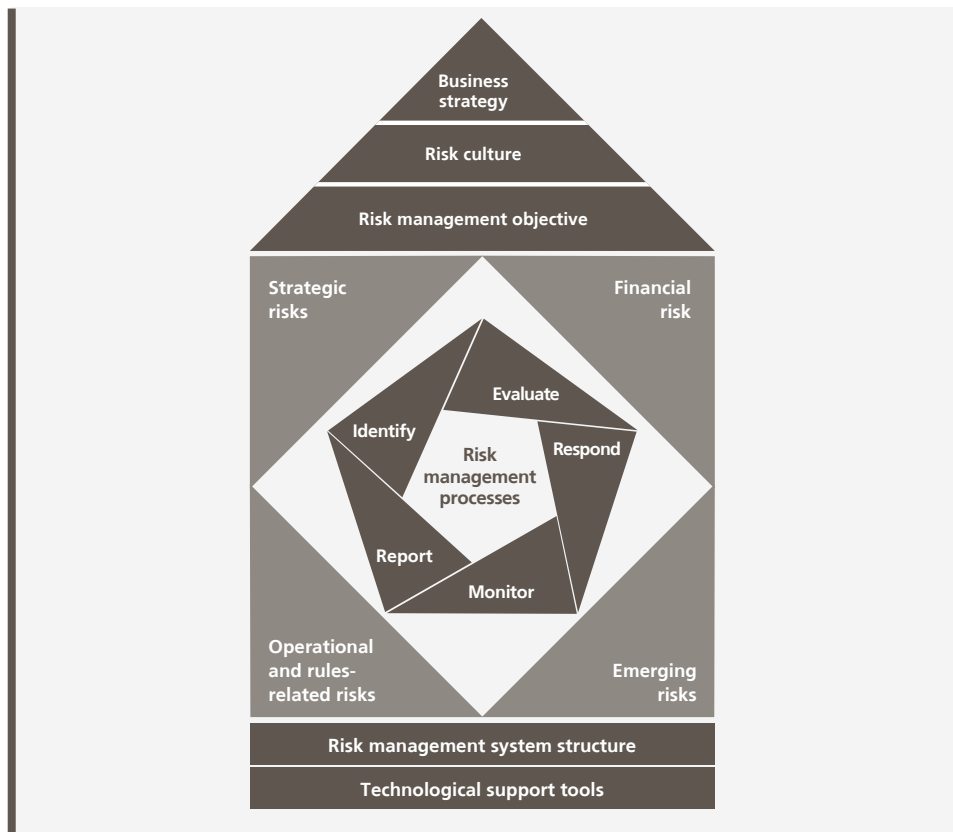 Business
strategy
Risk culture
Risk management objective
Strategic
risks
Financial
risk
Evaluate
Identify
Respond
Risk
management
processes
Report
Monitor
Operational
and rules-
related risks
Emerging
risks
Risk management system structure
Technological support tools